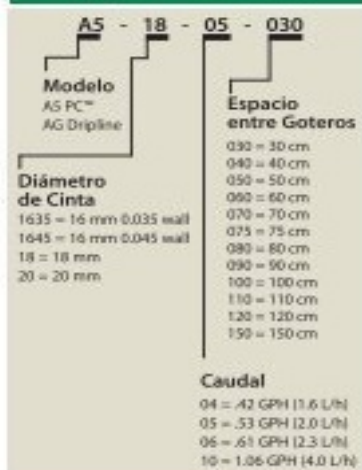 A5 - 18 - 05 - 030
Modelo
A5 PC™
AG Dripline
Diámetro
de Cinta
1635 = 16 mm 0.035 wall
1645 = 16 mm 0.045 wall
18 = 18 mm
20 = 20 mm
Espacio
entre Goteros
030 = 30 cm
040 = 40 cm
050 = 50 cm
060 = 60 cm
070 = 70 cm
075 = 75 cm
080 = 80 cm
090 = 90 cm
100 = 100 cm
110 = 110 cm
120 = 120 cm
150 = 150 cm
Caudal
04 = .42 GPH (1.6 L/h)
05 = .53 GPH (2.0 L/h)
06 = .61 GPH (2.3 L/h)
10 = 1.06 GPH (4.0 L/h)